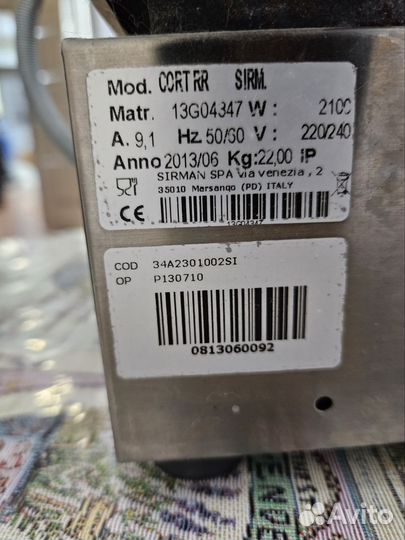 Mod. CORT RR SIRM.
Matr. 13G04347 W: 2100
A. 9,1 Hz. 50/60 V: 220/240
Anno 2013/06 Kg: 22,00 IP
SIRMAN SPA Via venezia, 2
35010 Marsango (PD) ITALY
CE
13G04347
COD 34A2301002SI
OP P130710
0813060092
Avito